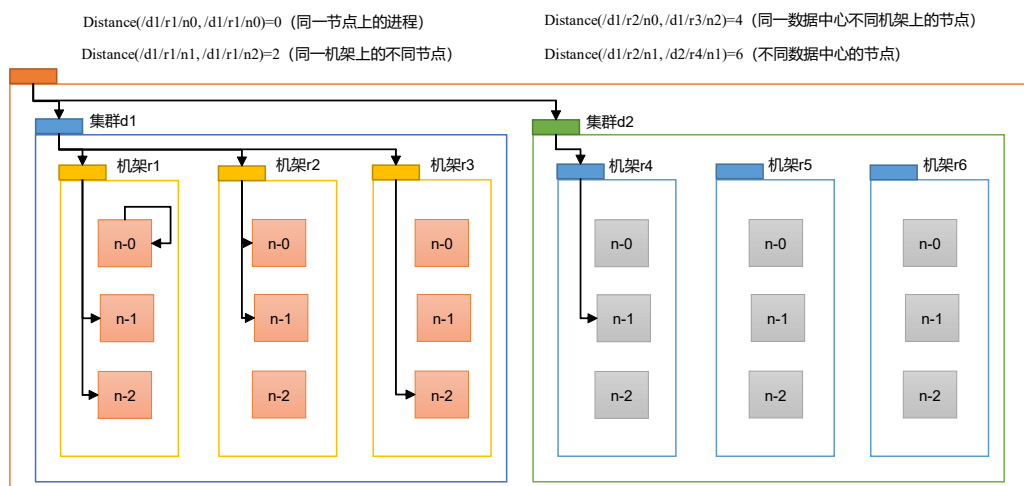 Distance(/d1/r1/n0, /d1/r1/n0)=0（同一节点上的进程）
Distance(/d1/r2/n0, /d1/r3/n2)=4（同一数据中心不同机架上的节点）
Distance(/d1/r1/n1, /d1/r1/n2)=2（同一机架上的不同节点）
Distance(/d1/r2/n1, /d2/r4/n1)=6（不同数据中心的节点）
集群d1
集群d2
机架r1
机架r2
机架r3
机架r4
机架r5
机架r6
n-0
n-0
n-0
n-0
n-0
n-0
n-1
n-1
n-1
n-1
n-1
n-1
n-2
n-2
n-2
n-2
n-2
n-2